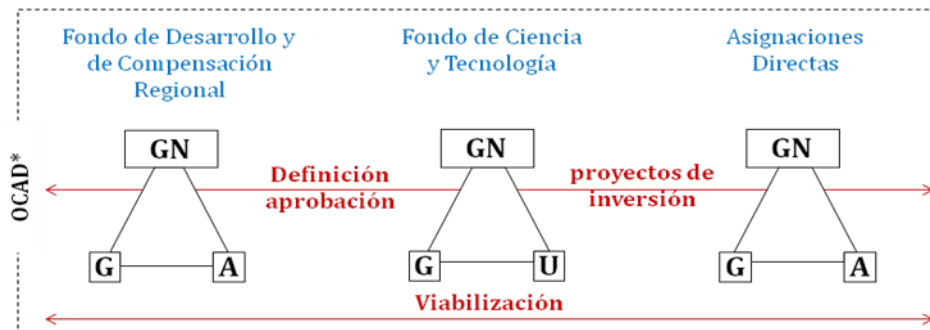 Fondo de Desarrollo y
de Compensación
Regional
Fondo de Ciencia
y Tecnología
Asignaciones
Directas
OCAD*
GN
GN
GN
Definición
aprobación
proyectos de
inversión
G
A
G
U
G
A
Viabilización